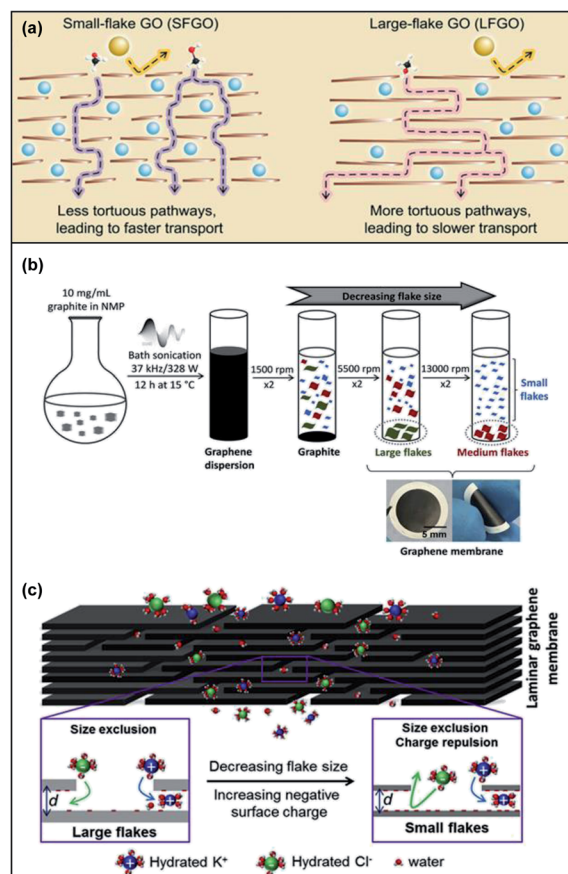 (a)
Small-flake GO (SFGO)
Large-flake GO (LFGO)
Less tortuous pathways,
leading to faster transport
More tortuous pathways,
leading to slower transport
(b)
10 mg/mL
graphite in NMP
Decreasing flake size
Bath sonication
37 kHz/328 W
12 h at 15 °C
1500 rpm
x2
5500 rpm
x2
13000 rpm
x2
Small
flakes
Graphene
dispersion
Graphite
Large flakes
Medium flakes
5 mm
Graphene membrane
(c)
Laminar graphene
membrane
Size exclusion
d
Large flakes
Decreasing flake size
Increasing negative
surface charge
Size exclusion
Charge repulsion
d
Small flakes
Hydrated K⁺
Hydrated Cl⁻
water